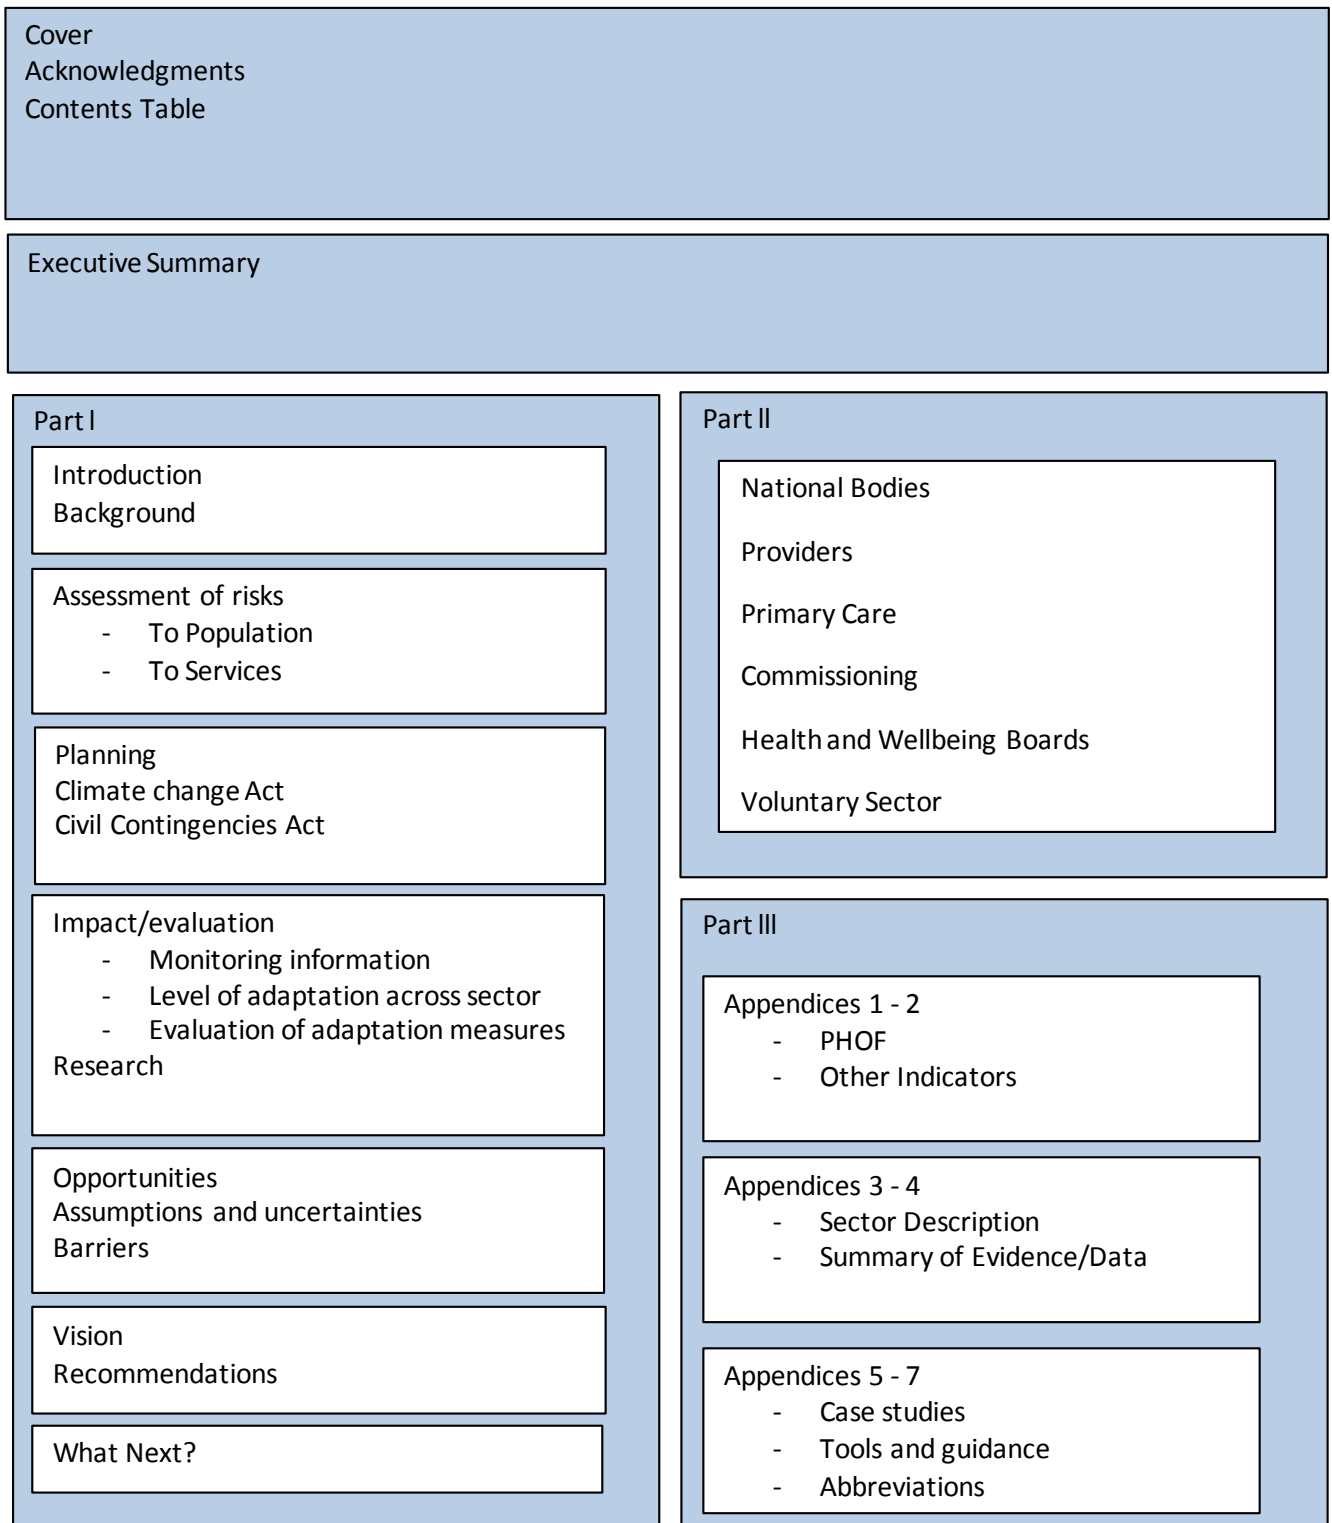 Cover
Acknowledgments
Contents Table
Executive Summary
Part l
Introduction
Background
Assessment of risks
- To Population
- To Services
Planning
Climate change Act
Civil Contingencies Act
Impact/evaluation
- Monitoring information
- Level of adaptation across sector
- Evaluation of adaptation measures
Research
Opportunities
Assumptions and uncertainties
Barriers
Vision
Recommendations
What Next?
Part ll
National Bodies
Providers
Primary Care
Commissioning
Health and Wellbeing Boards
Voluntary Sector
Part lll
Appendices 1 - 2
- PHOF
- Other Indicators
Appendices 3 - 4
- Sector Description
- Summary of Evidence/Data
Appendices 5 - 7
- Case studies
- Tools and guidance
- Abbreviations